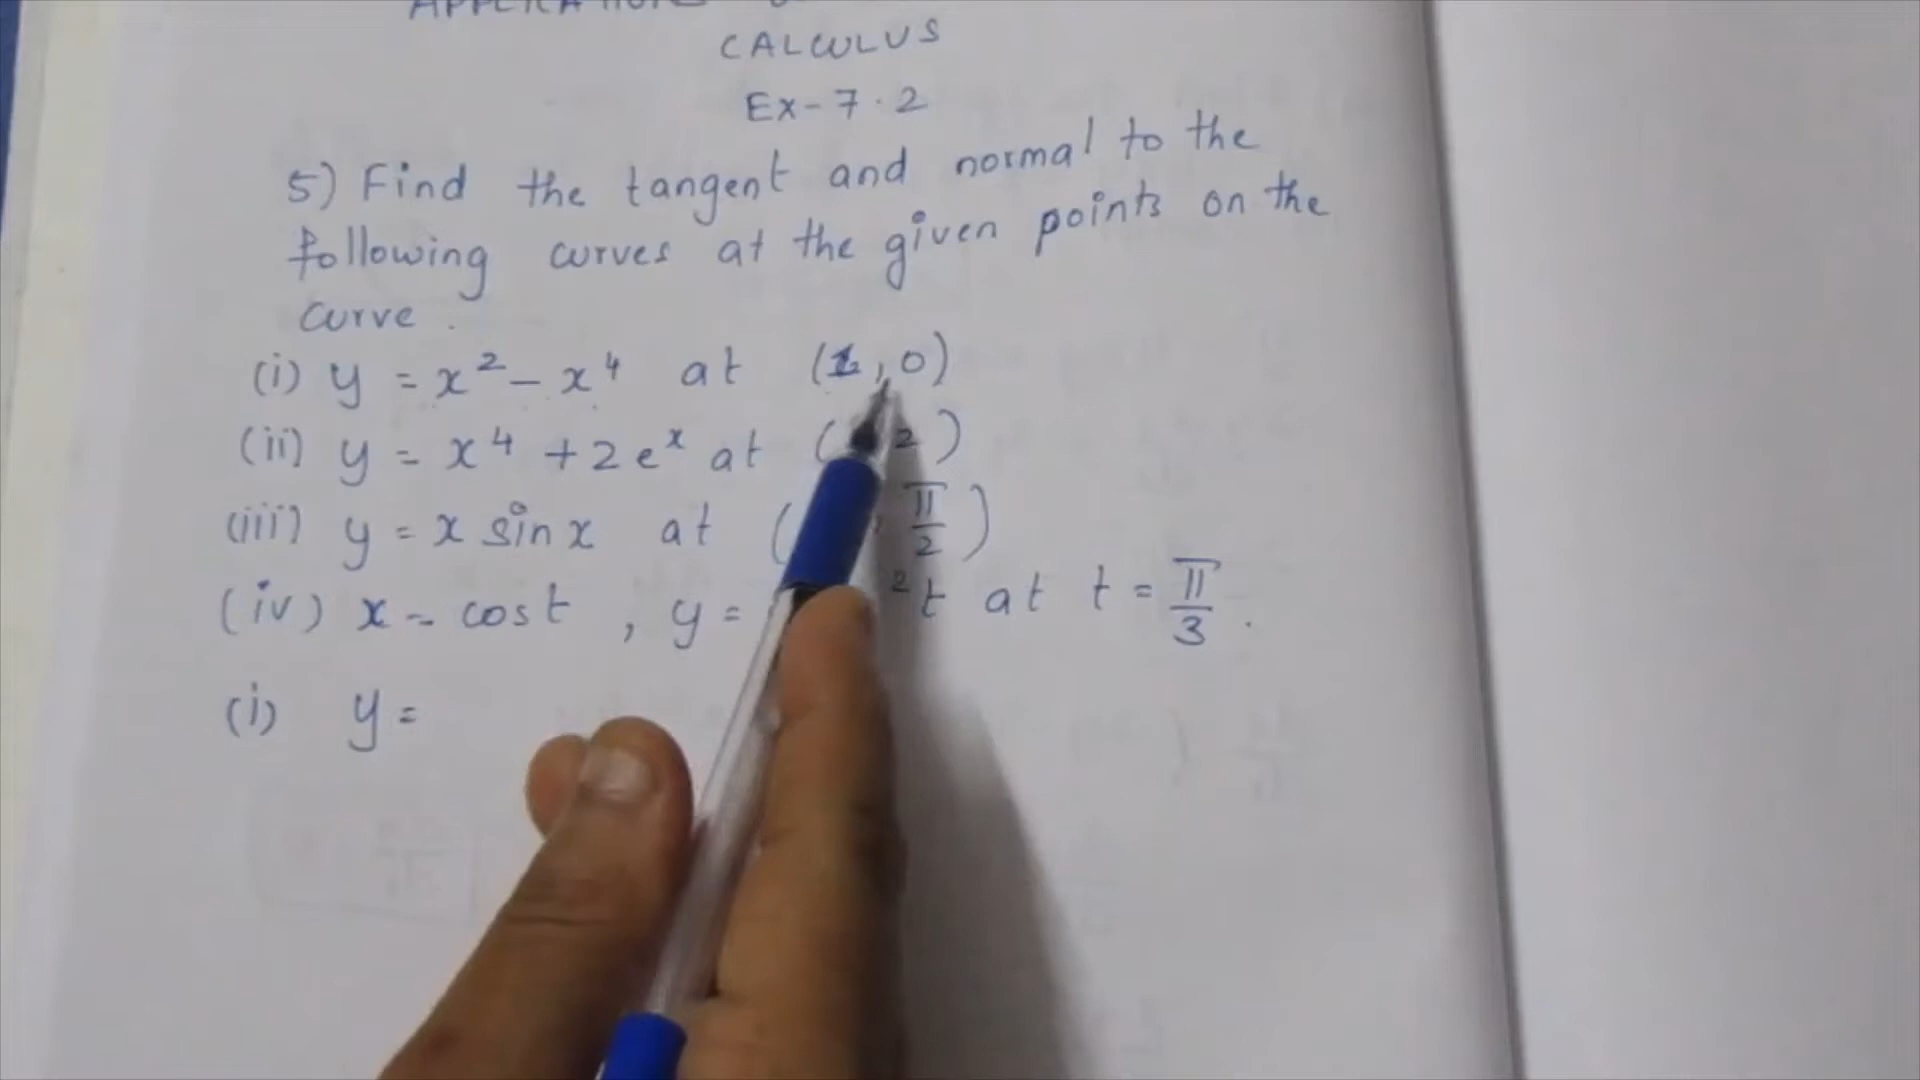 CALCULUS
Ex-7.2
5) Find the tangent and normal to the
following curves at the given points on the
curve.
(i) y = x² - x⁴ at (1, 0)
(ii) y = x⁴ + 2eˣ at ( 2)
(iii) y = x sin x at ( , π/2)
(iv) x = cos t , y = ²t at t = π/3 .
(i) y =